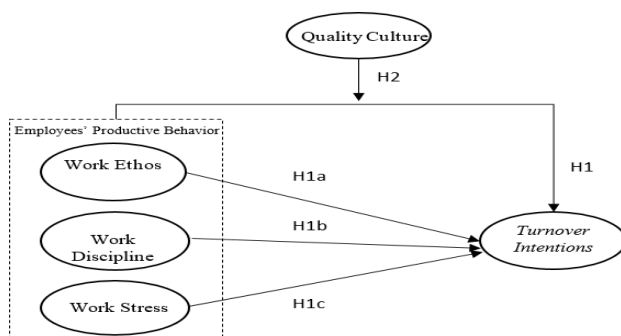 Quality Culture
H2
Employees' Productive Behavior
Work Ethos
H1a
H1
Work
Discipline
H1b
Turnover
Intentions
Work Stress
H1c